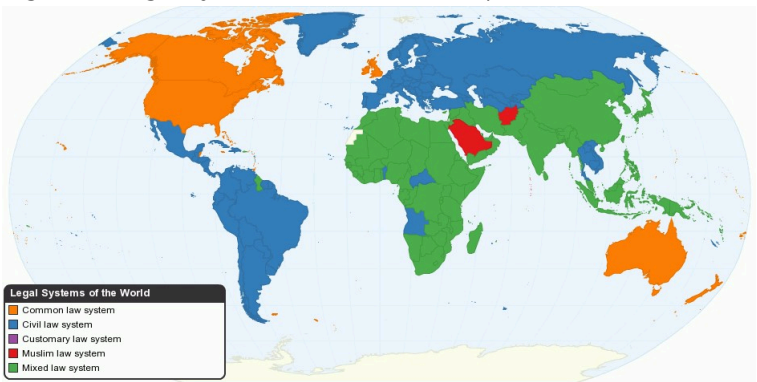 Legal Systems of the World
Common law system
Civil law system
Customary law system
Muslim law system
Mixed law system